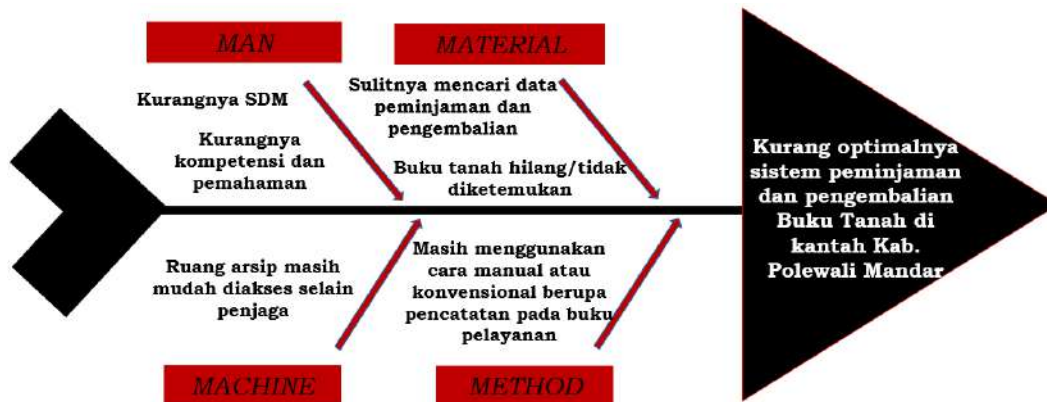 MAN
MATERIAL
Kurangnya SDM
Kurangnya
kompetensi dan
pemahaman
Sulitnya mencari data
peminjaman dan
pengembalian
Buku tanah hilang/tidak
diketemukan
Kurang optimalnya
sistem peminjaman
dan pengembalian
Buku Tanah di
kantah Kab.
Polewali Mandar
Ruang arsip masih
mudah diakses selain
penjaga
Masih menggunakan
cara manual atau
konvensional berupa
pencatatan pada buku
pelayanan
MACHINE
METHOD